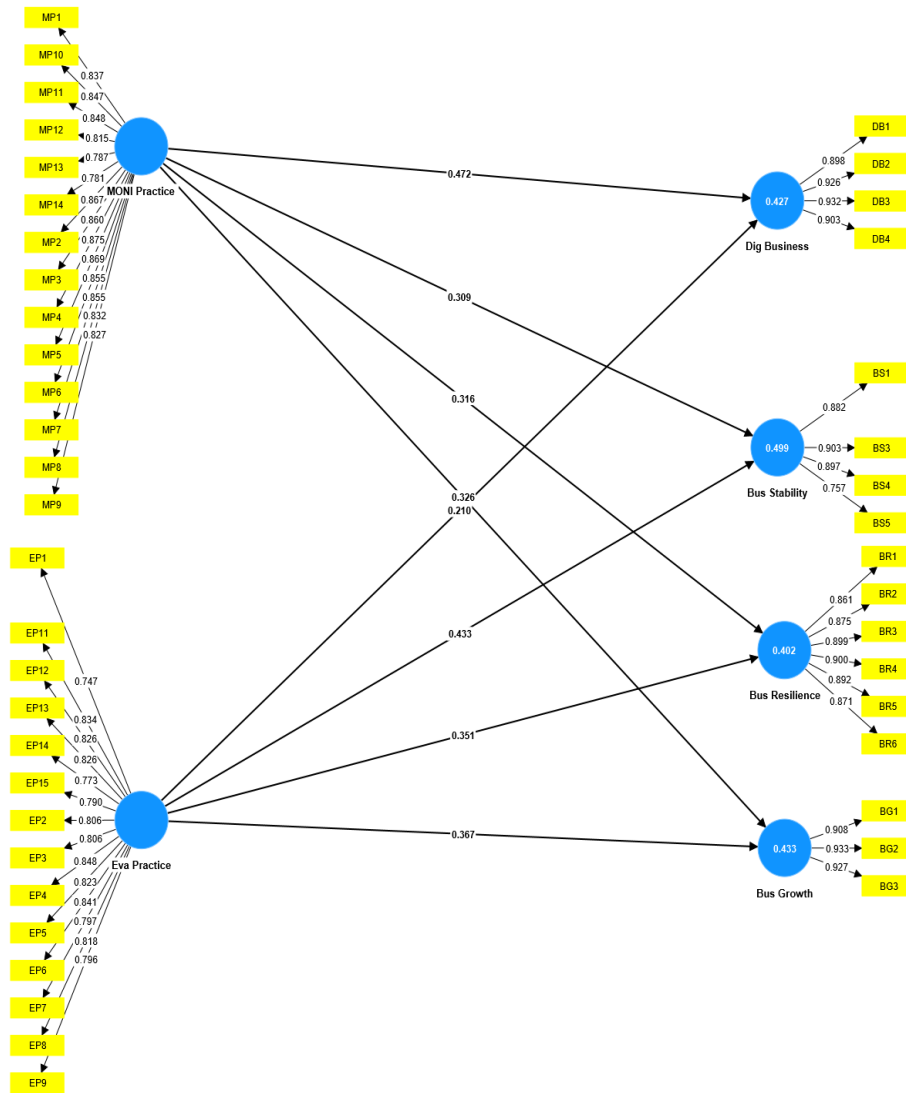 MP1
MP10
MP11
MP12
MP13
MP14
MP2
MP3
MP4
MP5
MP6
MP7
MP8
MP9
0.837
0.847
0.848
0.815
0.787
0.781
0.867
0.860
0.875
0.869
0.855
0.855
0.832
0.827
MONI Practice
EP1
EP11
EP12
EP13
EP14
EP15
EP2
EP3
EP4
EP5
EP6
EP7
EP8
EP9
0.747
0.834
0.826
0.826
0.773
0.790
0.806
0.806
0.848
0.823
0.841
0.797
0.818
0.796
Eva Practice
0.472
0.309
0.316
0.326
0.210
0.433
0.351
0.367
0.427
Dig Business
0.898
0.926
0.932
0.903
DB1
DB2
DB3
DB4
0.499
Bus Stability
0.882
0.903
0.897
0.757
BS1
BS3
BS4
BS5
0.402
Bus Resilience
0.861
0.875
0.899
0.900
0.892
0.871
BR1
BR2
BR3
BR4
BR5
BR6
0.433
Bus Growth
0.908
0.933
0.927
BG1
BG2
BG3